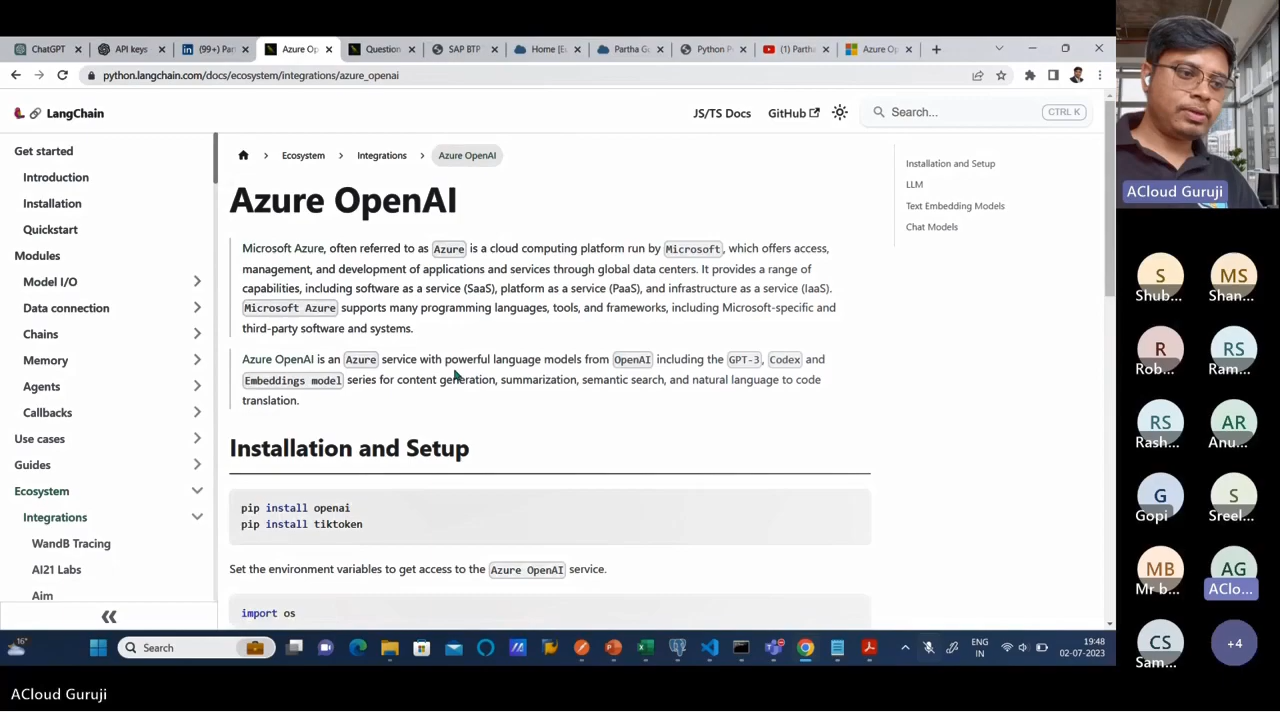 ChatGPT
API keys
(99+) Par
Azure Op
Question
SAP BTP
Home [E
Partha G
Python P
(1) Partha
Azure Op
python.langchain.com/docs/ecosystem/integrations/azure_openai
LangChain
JS/TS Docs
GitHub
Search...
CTRL K
Get started
Introduction
Installation
Quickstart
Modules
Model I/O
Data connection
Chains
Memory
Agents
Callbacks
Use cases
Guides
Ecosystem
Integrations
WandB Tracing
AI21 Labs
Aim
Ecosystem
Integrations
Azure OpenAI
Azure OpenAI
Microsoft Azure, often referred to as Azure is a cloud computing platform run by Microsoft, which offers access,
management, and development of applications and services through global data centers. It provides a range of
capabilities, including software as a service (SaaS), platform as a service (PaaS), and infrastructure as a service (IaaS).
Microsoft Azure supports many programming languages, tools, and frameworks, including Microsoft-specific and
third-party software and systems.
Azure OpenAI is an Azure service with powerful language models from OpenAI including the GPT-3, Codex and
Embeddings model series for content generation, summarization, semantic search, and natural language to code
translation.
Installation and Setup
pip install openai
pip install tiktoken
Set the environment variables to get access to the Azure OpenAI service.
import os
Installation and Setup
LLM
Text Embedding Models
Chat Models
ACloud Guruji
S
Shub...
MS
Shan...
R
Rob...
RS
Ram...
RS
Rash...
AR
Anu...
G
Gopi
S
Sreel...
MB
Mr b...
AG
AClo...
CS
Sam...
+4
16°
Search
ENG
IN
19:48
02-07-2023
ACloud Guruji